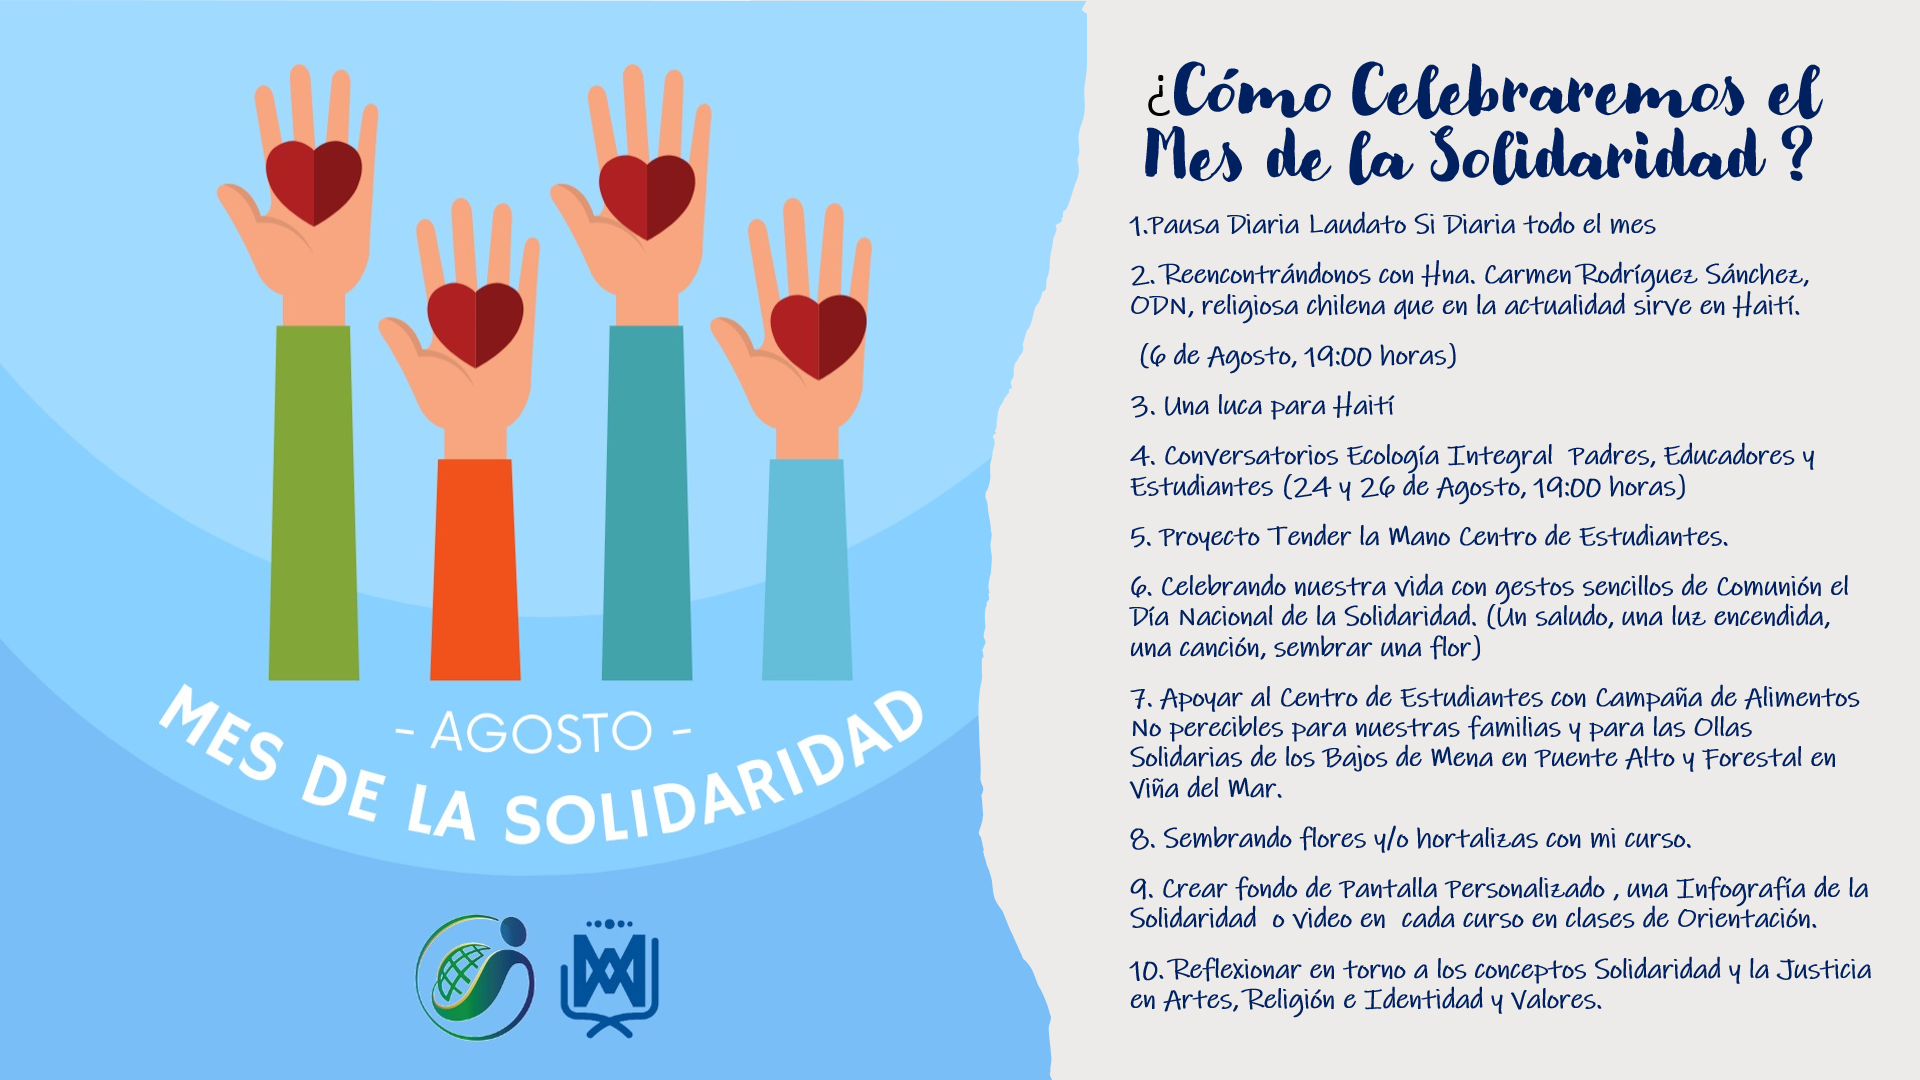 - AGOSTO -
MES DE LA SOLIDARIDAD
¿Cómo Celebraremos el
Mes de la Solidaridad ?
1.Pausa Diaria Laudato Si Diaria todo el mes
2. Reencontrándonos con Hna. Carmen Rodríguez Sánchez,
ODN, religiosa chilena que en la actualidad sirve en Haití.
(6 de Agosto, 19:00 horas)
3. Una luca para Haití
4. Conversatorios Ecología Integral  Padres, Educadores y
Estudiantes (24 y 26 de Agosto, 19:00 horas)
5. Proyecto Tender la Mano Centro de Estudiantes.
6. Celebrando nuestra vida con gestos sencillos de Comunión el
Día Nacional de la Solidaridad. (Un saludo, una luz encendida,
una canción, sembrar una flor)
7. Apoyar al Centro de Estudiantes con Campaña de Alimentos
No perecibles para nuestras familias y para las Ollas
Solidarias de los Bajos de Mena en Puente Alto y Forestal en
Viña del Mar.
8. Sembrando flores y/o hortalizas con mi curso.
9. Crear fondo de Pantalla Personalizado , una Infografía de la
Solidaridad  o video en  cada curso en clases de Orientación.
10. Reflexionar en torno a los conceptos Solidaridad y la Justicia
en Artes, Religión e Identidad y Valores.